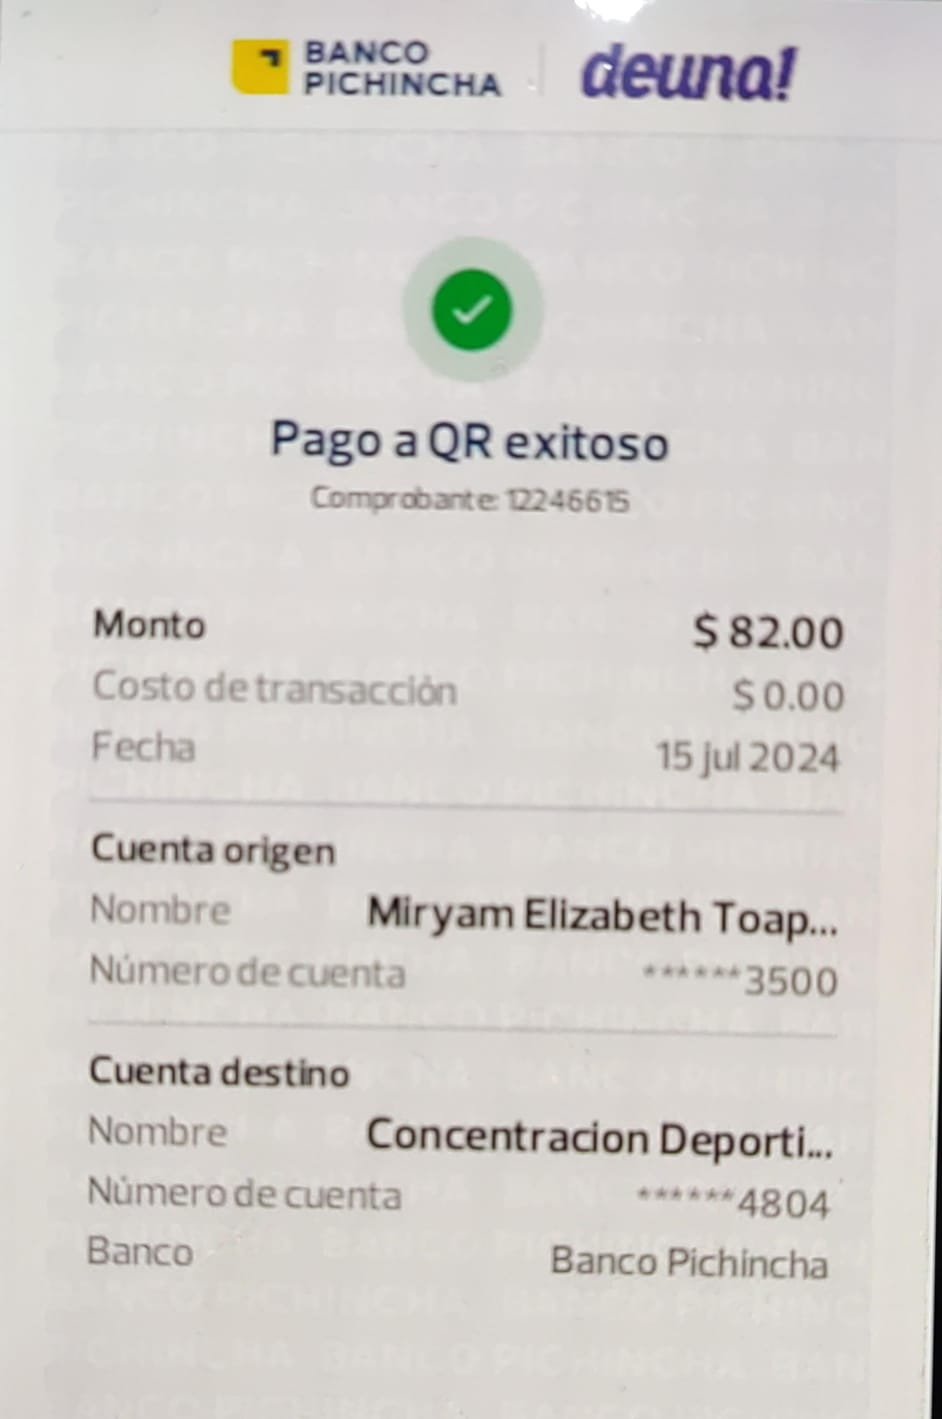 BANCO
PICHINCHA
deuna!
Pago a QR exitoso
Comprobante: 12246615
Monto $ 82.00
Costo de transacción $ 0.00
Fecha 15 jul 2024
Cuenta origen
Nombre Miryam Elizabeth Toap...
Número de cuenta ******3500
Cuenta destino
Nombre Concentracion Deporti...
Número de cuenta ******4804
Banco Banco Pichincha